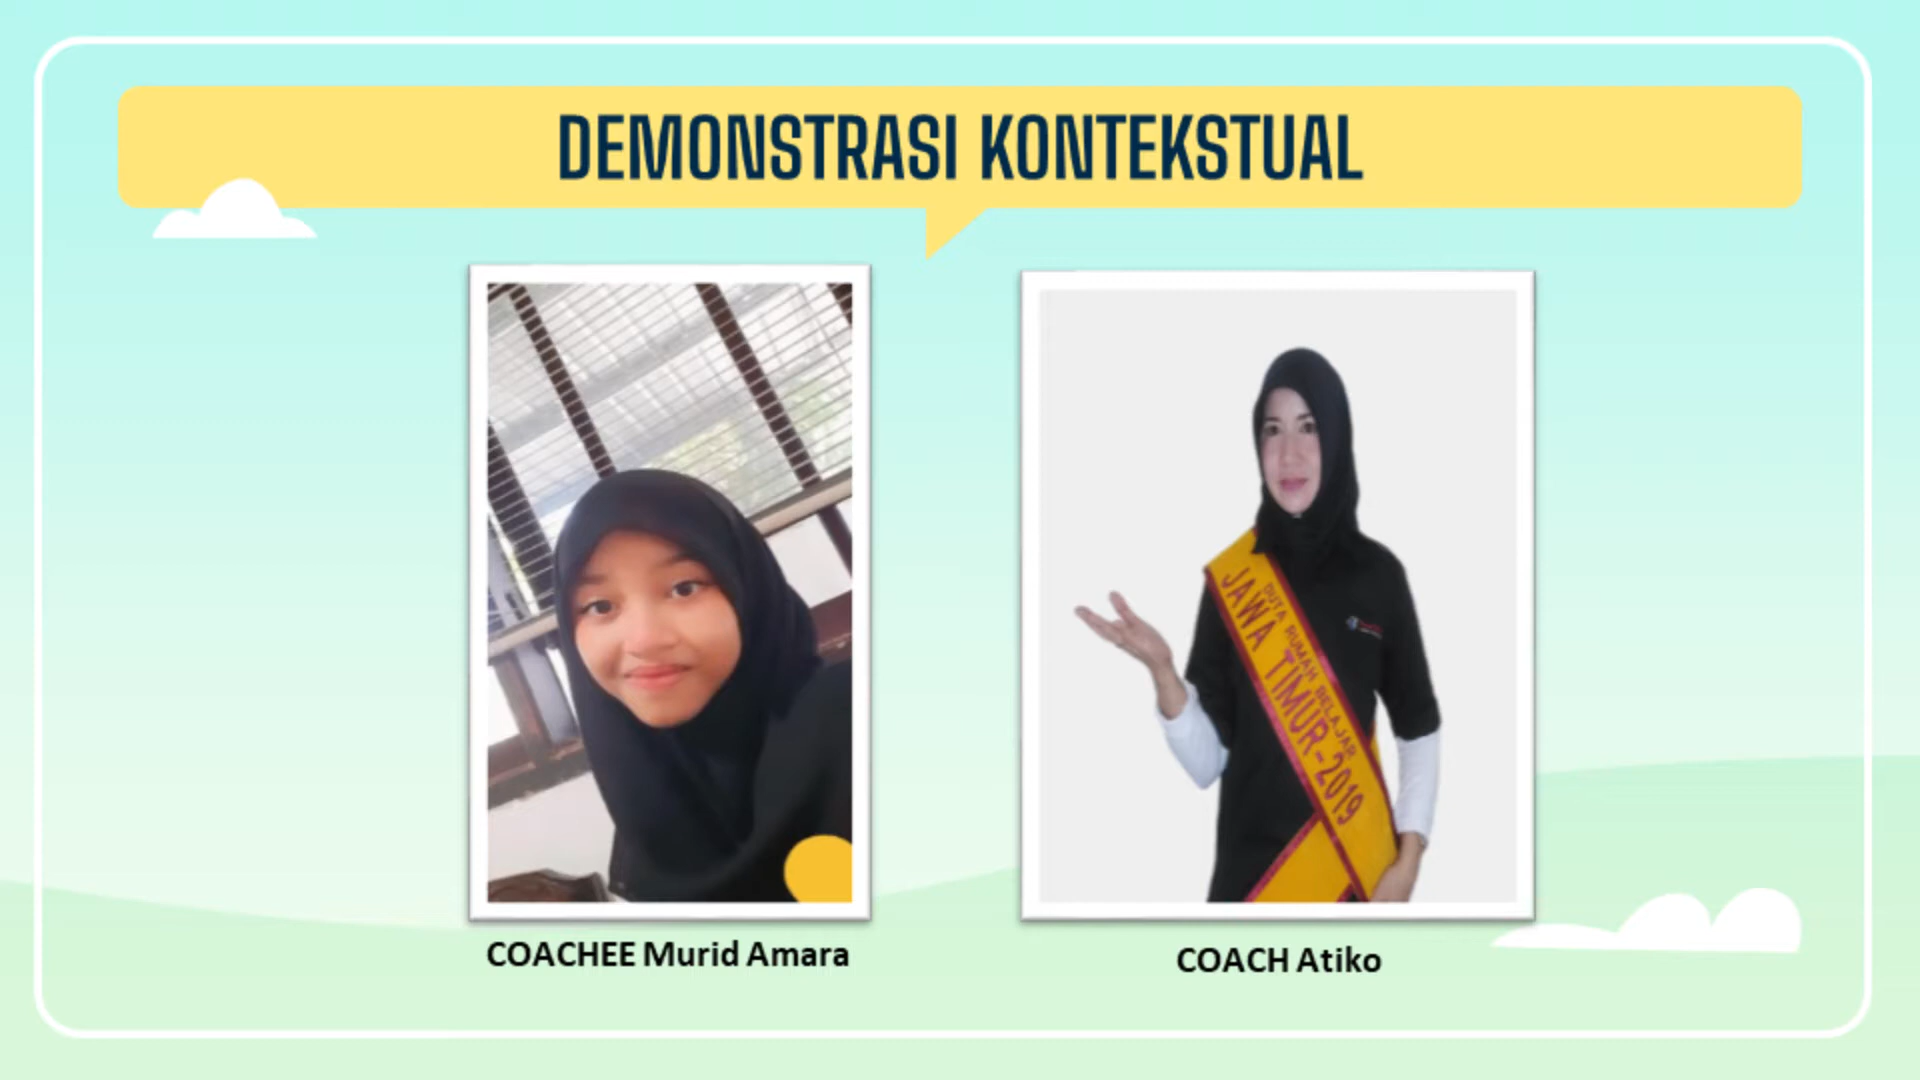 DEMONSTRASI KONTEKSTUAL
DUTA RUMAH BELAJAR
JAWA TIMUR-2019
COACHEE Murid Amara
COACH Atiko